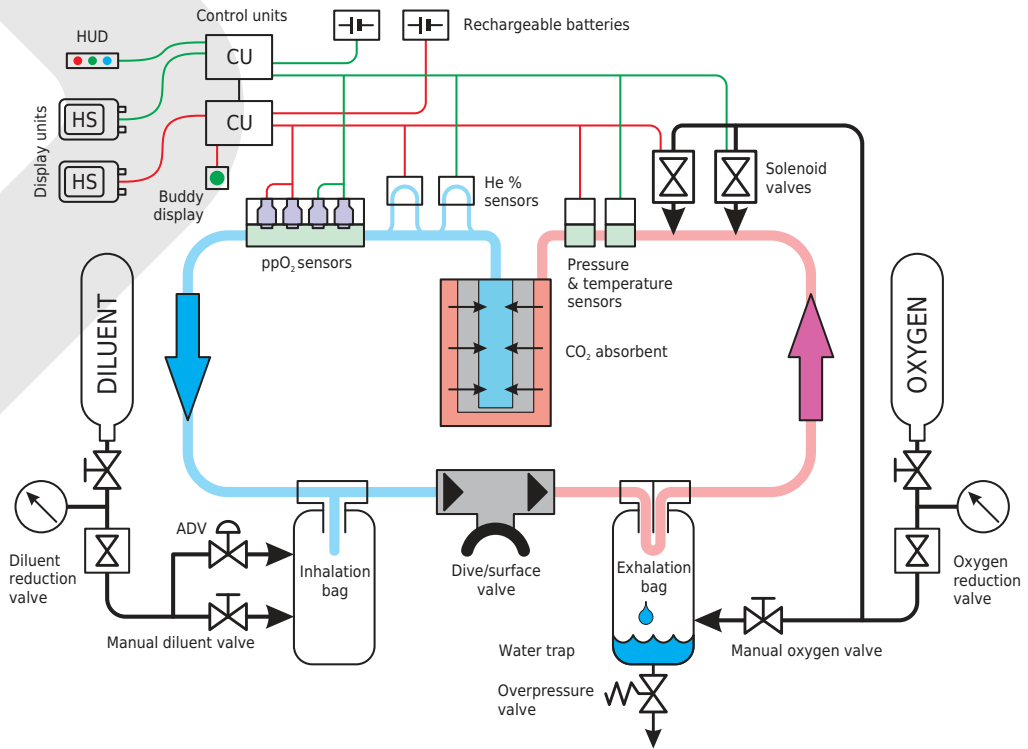 Control units
Rechargeable batteries
HUD
CU
HS
Display units
CU
HS
Buddy
display
He %
sensors
Solenoid
valves
ppO₂ sensors
Pressure
& temperature
sensors
DILUENT
CO₂ absorbent
OXYGEN
ADV
Diluent
reduction
valve
Inhalation
bag
Dive/surface
valve
Exhalation
bag
Oxygen
reduction
valve
Manual diluent valve
Water trap
Manual oxygen valve
Overpressure
valve